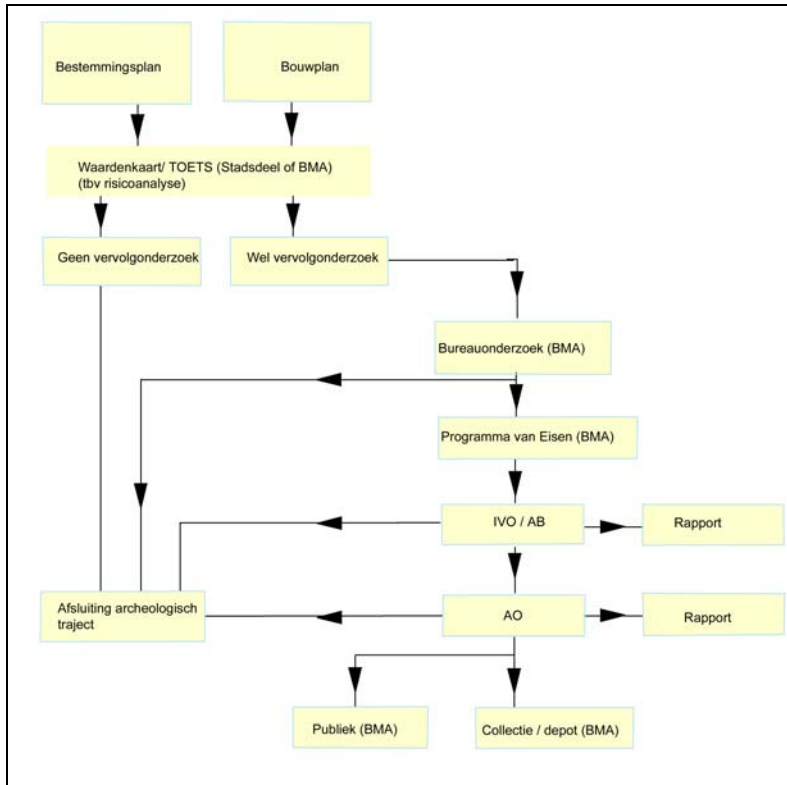 Bestemmingsplan
Bouwplan
Waardenkaart/ TOETS (Stadsdeel of BMA)
(tbv risicoanalyse)
Geen vervolgonderzoek
Wel vervolgonderzoek
Bureauonderzoek (BMA)
Programma van Eisen (BMA)
IVO / AB
Rapport
Afsluiting archeologisch
traject
AO
Rapport
Publiek (BMA)
Collectie / depot (BMA)